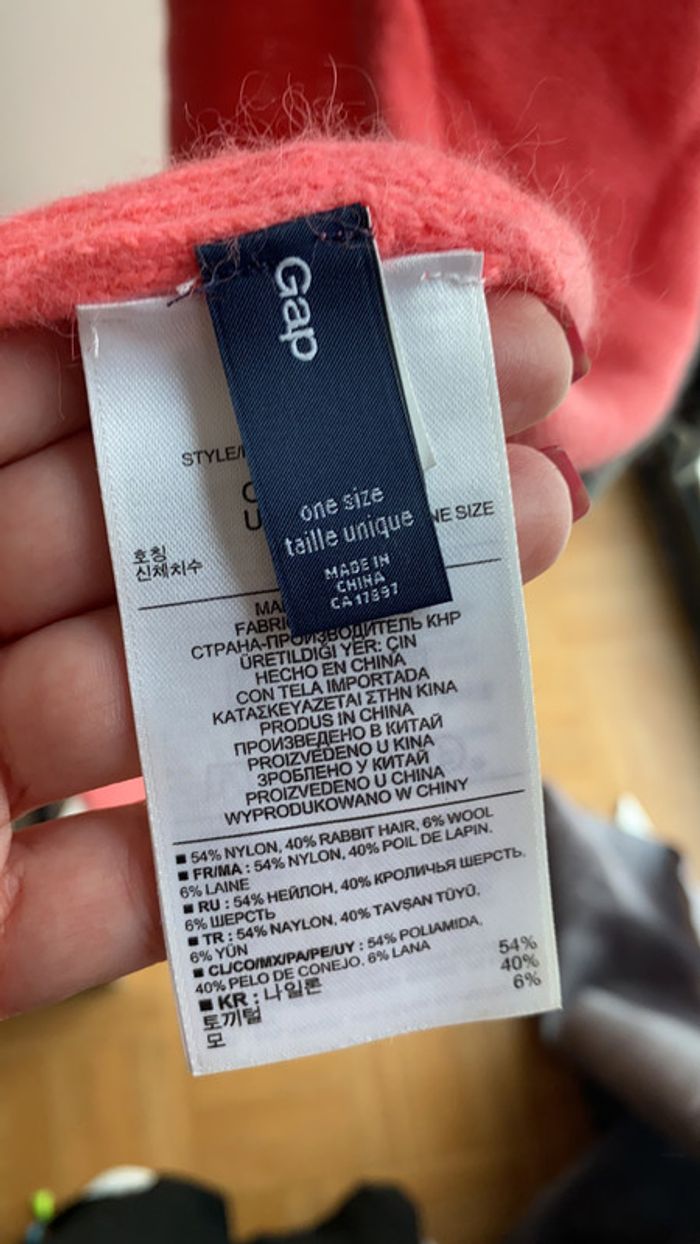 Gap
one size
taille unique
MADE IN
CHINA
CA17897
STYLE/
NE SIZE
호칭
신체치수
FABRIC
СТРАНА-ПРОИЗВОДИТЕЛЬ КНР
ÜRETILDIĞI YER: ÇIN
HECHO EN CHINA
CON TELA IMPORTADA
ΚΑΤΑΣΚΕΥΑΖΕΤΑΙ ΣΤΗΝ ΚΙΝΑ
PRODUS IN CHINA
ПРОИЗВЕДЕНО В КИТАЙ
PROIZVEDENO U KINA
ЗРОБЛЕНО У КИТАЙ
PROIZVEDENO U CHINA
WYPRODUKOWANO W CHINY
■ 54% NYLON, 40% RABBIT HAIR, 6% WOOL
■ FR/MA : 54% NYLON, 40% POIL DE LAPIN,
6% LAINE
■ RU : 54% НЕЙЛОН, 40% КРОЛИЧЬЯ ШЕРСТЬ,
6% ШЕРСТЬ
■ TR : 54% NAYLON, 40% TAVŞAN TÜYÜ,
6% YÜN
■ CL/CO/MX/PA/PE/UY : 54% POLIAMIDA,
40% PELO DE CONEJO, 6% LANA
■ KR : 나일론 54%
토끼털 40%
모 6%